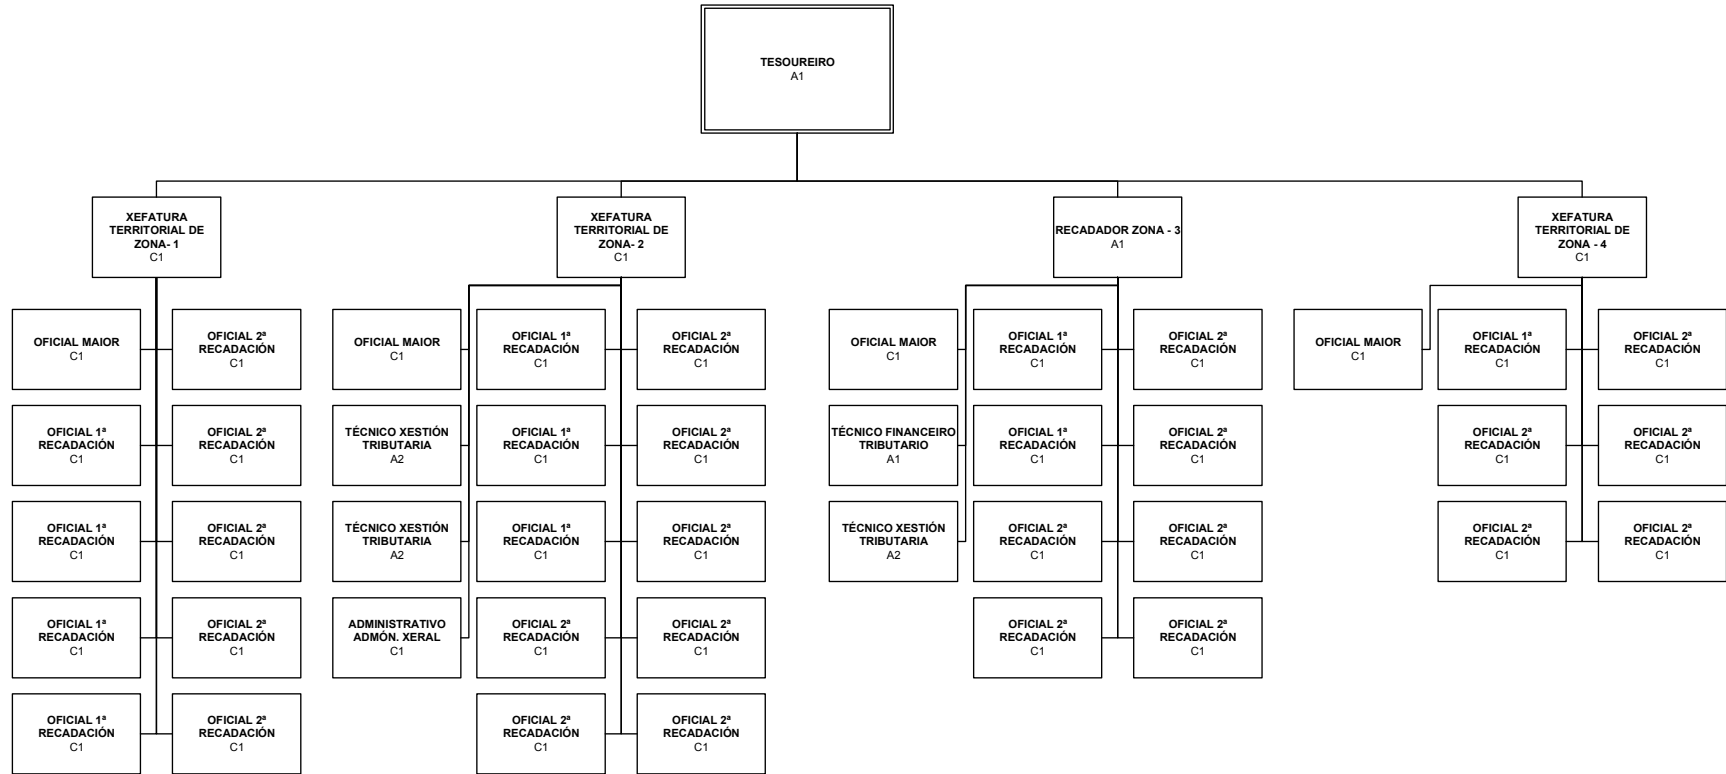 TESOUREIRO
A1
XEFATURA
TERRITORIAL DE
ZONA- 1
C1
XEFATURA
TERRITORIAL DE
ZONA- 2
C1
RECADADOR ZONA - 3
A1
XEFATURA
TERRITORIAL DE
ZONA - 4
C1
OFICIAL MAIOR
C1
OFICIAL 2ª
RECADACIÓN
C1
OFICIAL 1ª
RECADACIÓN
C1
OFICIAL 2ª
RECADACIÓN
C1
OFICIAL 1ª
RECADACIÓN
C1
OFICIAL 2ª
RECADACIÓN
C1
OFICIAL 1ª
RECADACIÓN
C1
OFICIAL 2ª
RECADACIÓN
C1
OFICIAL 1ª
RECADACIÓN
C1
OFICIAL 2ª
RECADACIÓN
C1
OFICIAL MAIOR
C1
OFICIAL 1ª
RECADACIÓN
C1
OFICIAL 2ª
RECADACIÓN
C1
TÉCNICO XESTIÓN
TRIBUTARIA
A2
OFICIAL 1ª
RECADACIÓN
C1
OFICIAL 2ª
RECADACIÓN
C1
TÉCNICO XESTIÓN
TRIBUTARIA
A2
OFICIAL 1ª
RECADACIÓN
C1
OFICIAL 2ª
RECADACIÓN
C1
ADMINISTRATIVO
ADMÓN. XERAL
C1
OFICIAL 2ª
RECADACIÓN
C1
OFICIAL 2ª
RECADACIÓN
C1
OFICIAL 2ª
RECADACIÓN
C1
OFICIAL 2ª
RECADACIÓN
C1
OFICIAL MAIOR
C1
OFICIAL 1ª
RECADACIÓN
C1
OFICIAL 2ª
RECADACIÓN
C1
TÉCNICO FINANCEIRO
TRIBUTARIO
A1
OFICIAL 1ª
RECADACIÓN
C1
OFICIAL 2ª
RECADACIÓN
C1
TÉCNICO XESTIÓN
TRIBUTARIA
A2
OFICIAL 2ª
RECADACIÓN
C1
OFICIAL 2ª
RECADACIÓN
C1
OFICIAL 2ª
RECADACIÓN
C1
OFICIAL 2ª
RECADACIÓN
C1
OFICIAL MAIOR
C1
OFICIAL 1ª
RECADACIÓN
C1
OFICIAL 2ª
RECADACIÓN
C1
OFICIAL 2ª
RECADACIÓN
C1
OFICIAL 2ª
RECADACIÓN
C1
OFICIAL 2ª
RECADACIÓN
C1
OFICIAL 2ª
RECADACIÓN
C1